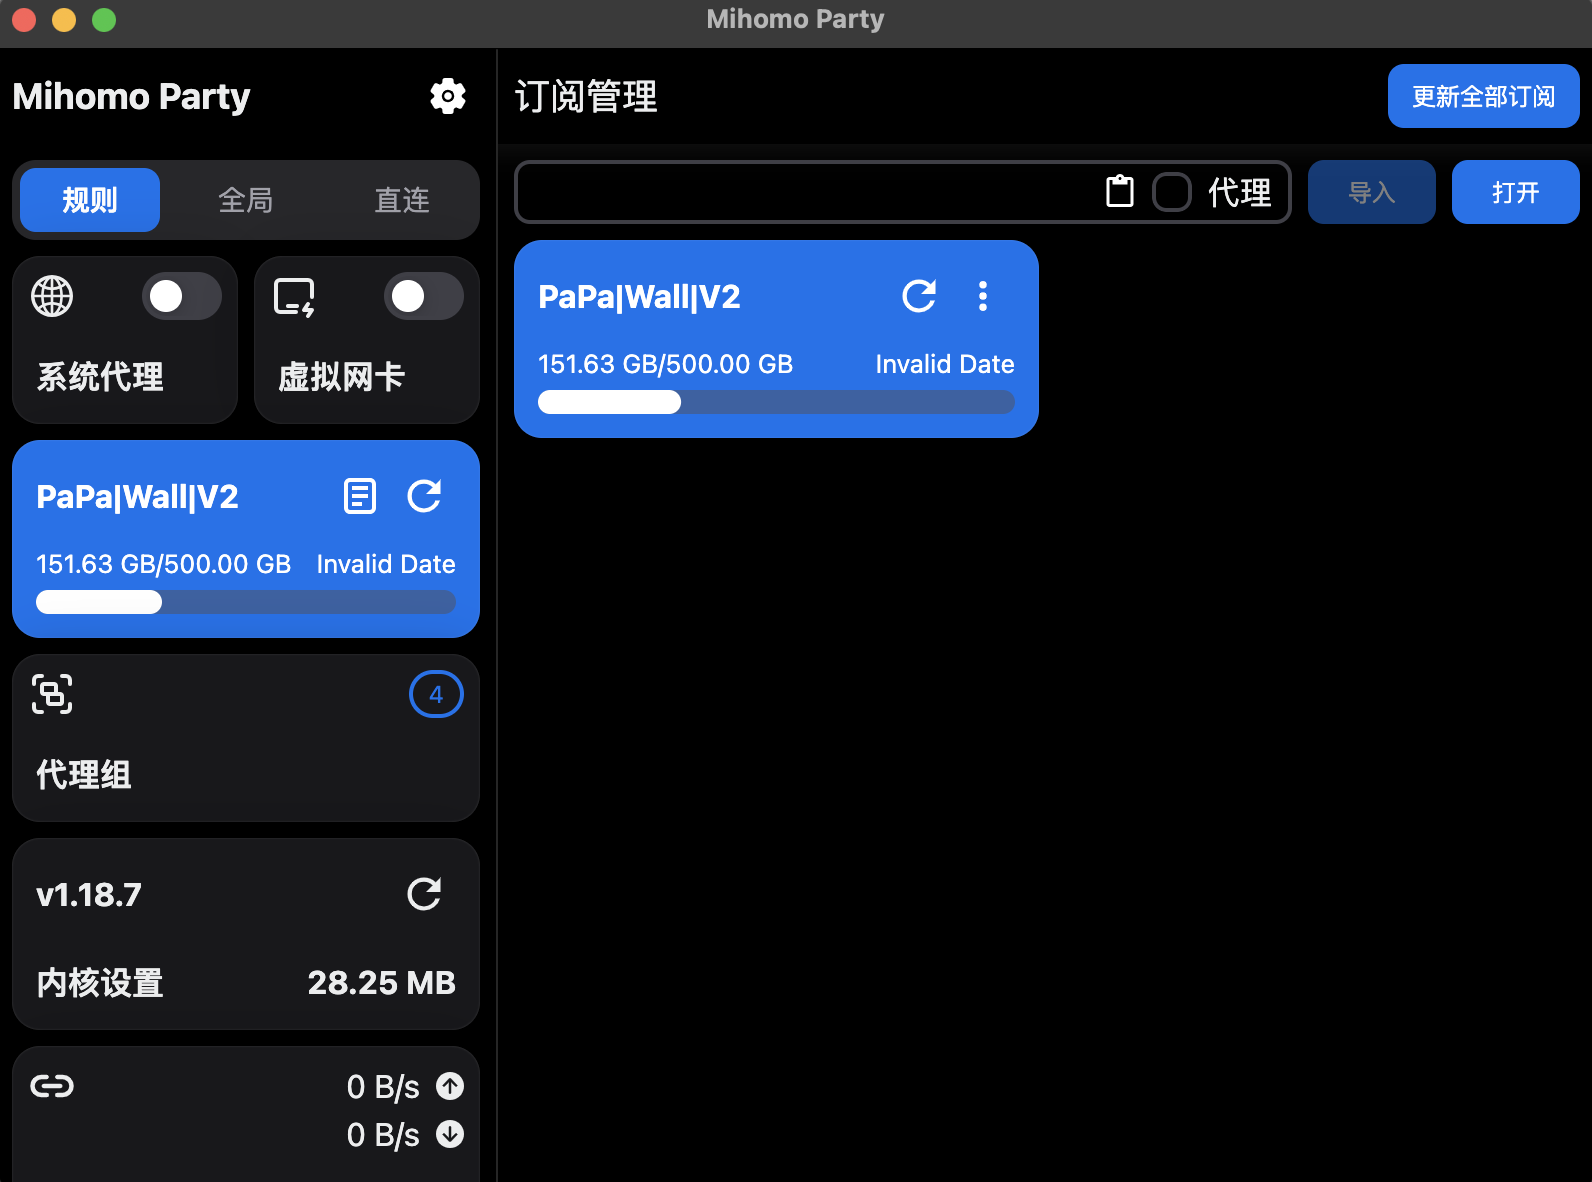 Mihomo Party
Mihomo Party
规则
全局
直连
系统代理
虚拟网卡
PaPa|Wall|V2
151.63 GB/500.00 GB
Invalid Date
4
代理组
v1.18.7
内核设置
28.25 MB
0 B/s
0 B/s
订阅管理
更新全部订阅
代理
导入
打开
PaPa|Wall|V2
151.63 GB/500.00 GB
Invalid Date